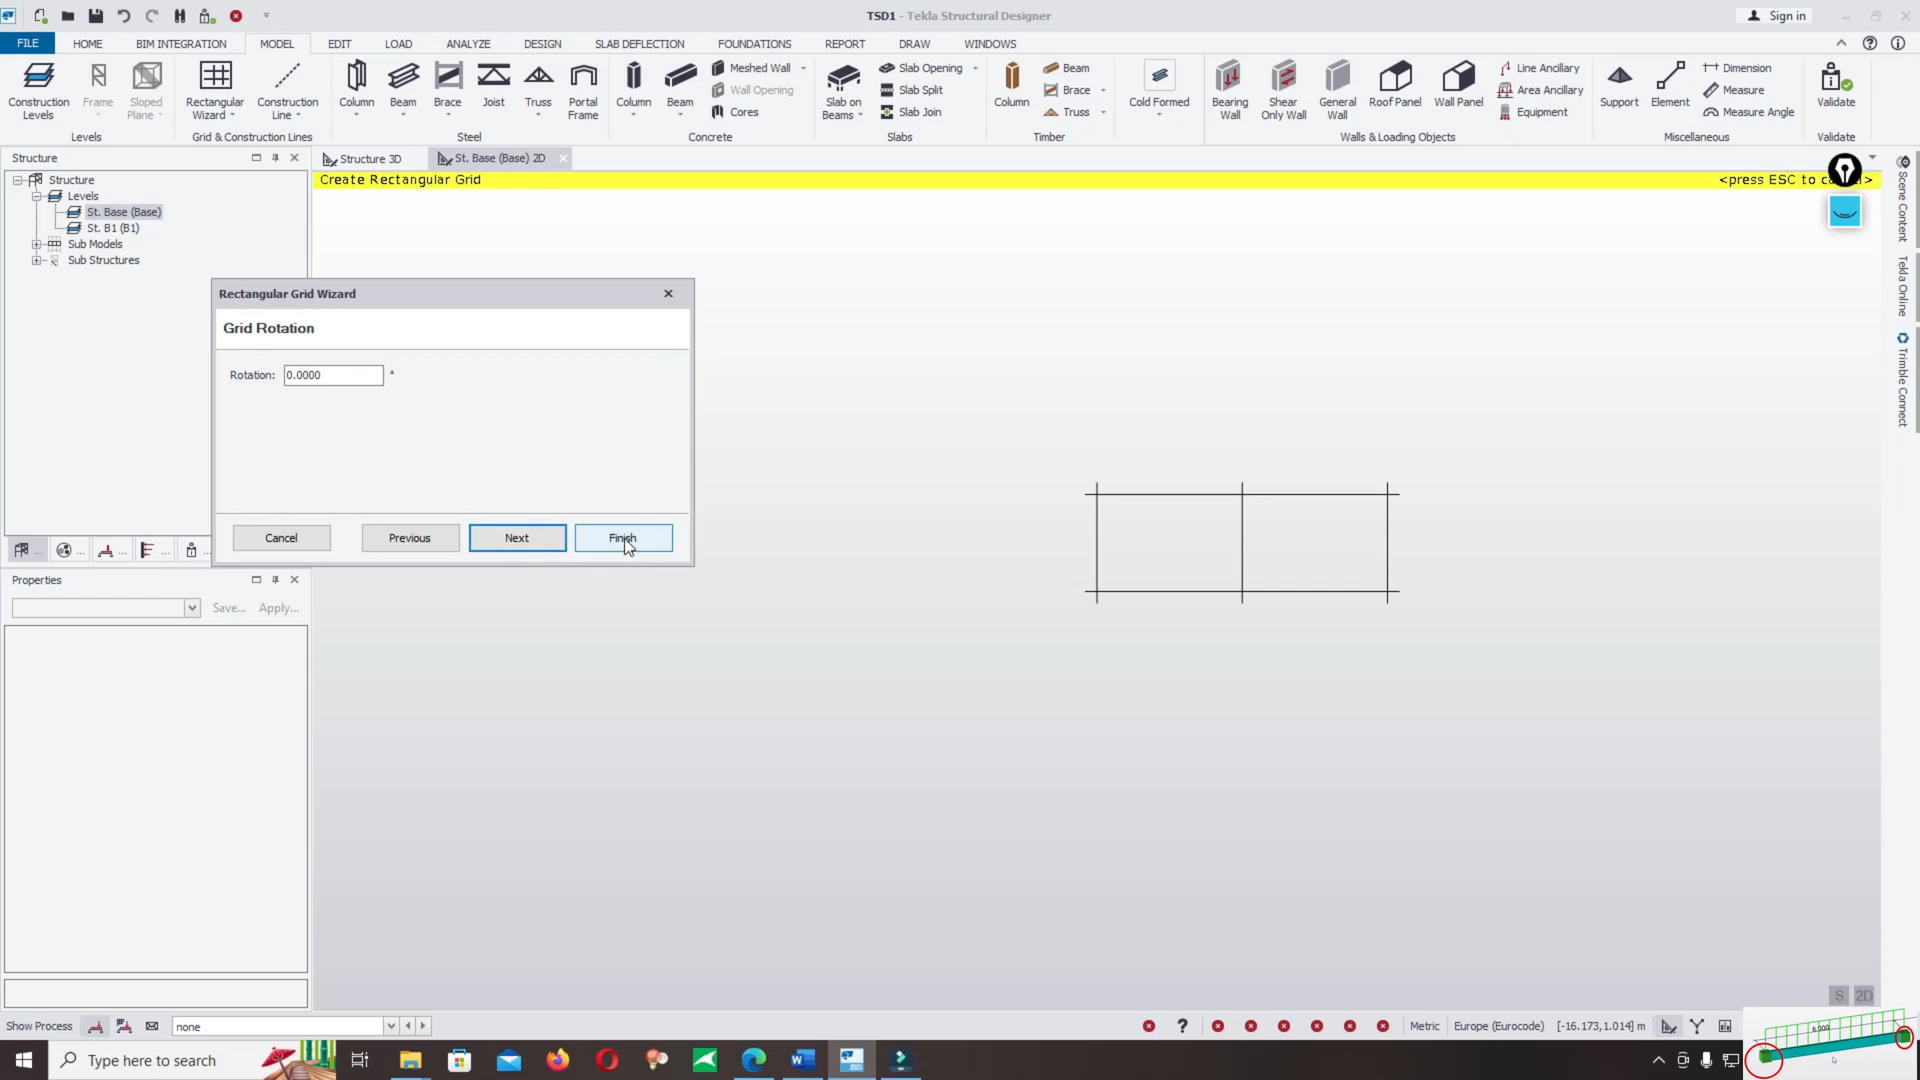 TSD1 - Tekla Structural Designer
Sign in
FILE
HOME
BIM INTEGRATION
MODEL
EDIT
LOAD
ANALYZE
DESIGN
SLAB DEFLECTION
FOUNDATIONS
REPORT
DRAW
WINDOWS
Construction Levels
Frame
Sloped Plane
Levels
Rectangular Wizard
Construction Line
Grid & Construction Lines
Column
Beam
Brace
Joist
Truss
Portal Frame
Steel
Column
Beam
Meshed Wall
Wall Opening
Cores
Concrete
Slab on Beams
Slab Opening
Slab Split
Slab Join
Slabs
Column
Beam
Brace
Truss
Timber
Cold Formed
Bearing Wall
Shear Only Wall
General Wall
Roof Panel
Wall Panel
Line Ancillary
Area Ancillary
Equipment
Walls & Loading Objects
Support
Element
Dimension
Measure
Measure Angle
Miscellaneous
Validate
Validate
Structure
Structure 3D
St. Base (Base) 2D
Create Rectangular Grid
<press ESC to
Structure
Levels
St. Base (Base)
St. B1 (B1)
Sub Models
Sub Structures
Scene Content
Tekla Online
Trimble Connect
Rectangular Grid Wizard
Grid Rotation
Rotation: 0.0000 °
Cancel
Previous
Next
Finish
Properties
Save...
Apply...
S
2D
Show Process
none
Metric
Europe (Eurocode)
[-16.173,1.014] m
6.000
Type here to search